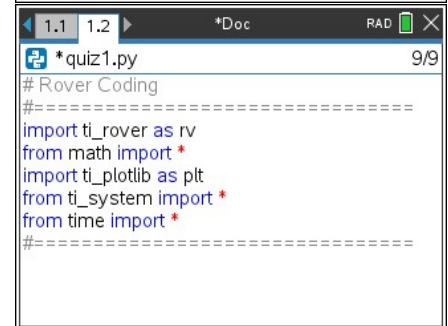 1.1 1.2 *Doc RAD
*quiz1.py 9/9
# Rover Coding
#================================
import ti_rover as rv
from math import *
import ti_plotlib as plt
from ti_system import *
from time import *
#================================